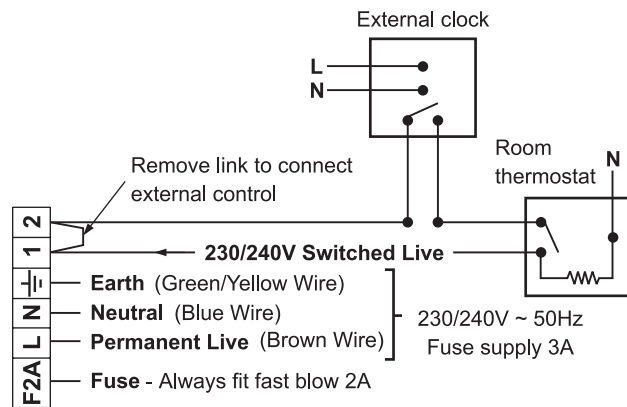 External clock
L
N
Room
thermostat
N
Remove link to connect
external control
2
1
230/240V Switched Live
Earth (Green/Yellow Wire)
N
Neutral (Blue Wire)
L
Permanent Live (Brown Wire)
230/240V ~ 50Hz
Fuse supply 3A
F2A
Fuse - Always fit fast blow 2A